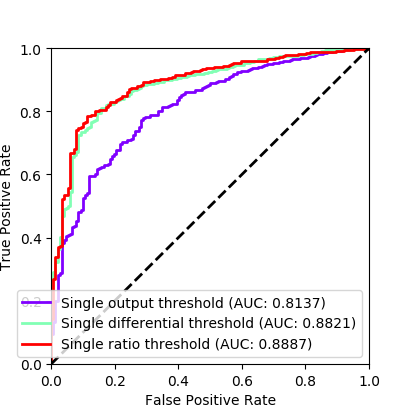 1.0
0.8
0.6
0.4
0.2
0.0
True Positive Rate
Single output threshold (AUC: 0.8137)
Single differential threshold (AUC: 0.8821)
Single ratio threshold (AUC: 0.8887)
0.0 0.2 0.4 0.6 0.8 1.0
False Positive Rate